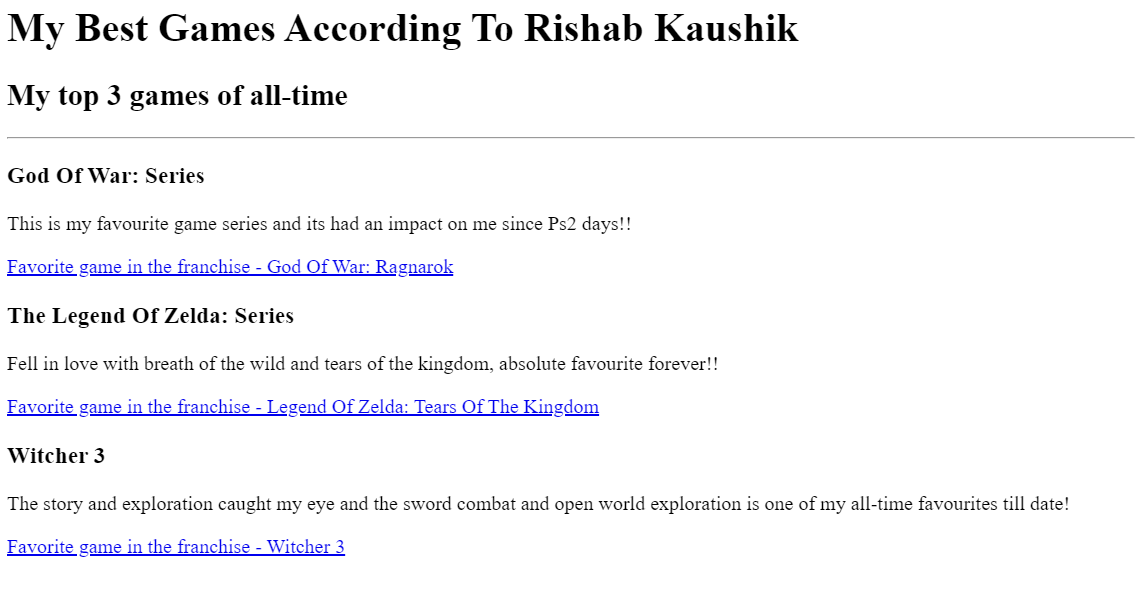 My Best Games According To Rishab Kaushik
My top 3 games of all-time
God Of War: Series
This is my favourite game series and its had an impact on me since Ps2 days!!
Favorite game in the franchise - God Of War: Ragnarok
The Legend Of Zelda: Series
Fell in love with breath of the wild and tears of the kingdom, absolute favourite forever!!
Favorite game in the franchise - Legend Of Zelda: Tears Of The Kingdom
Witcher 3
The story and exploration caught my eye and the sword combat and open world exploration is one of my all-time favourites till date!
Favorite game in the franchise - Witcher 3